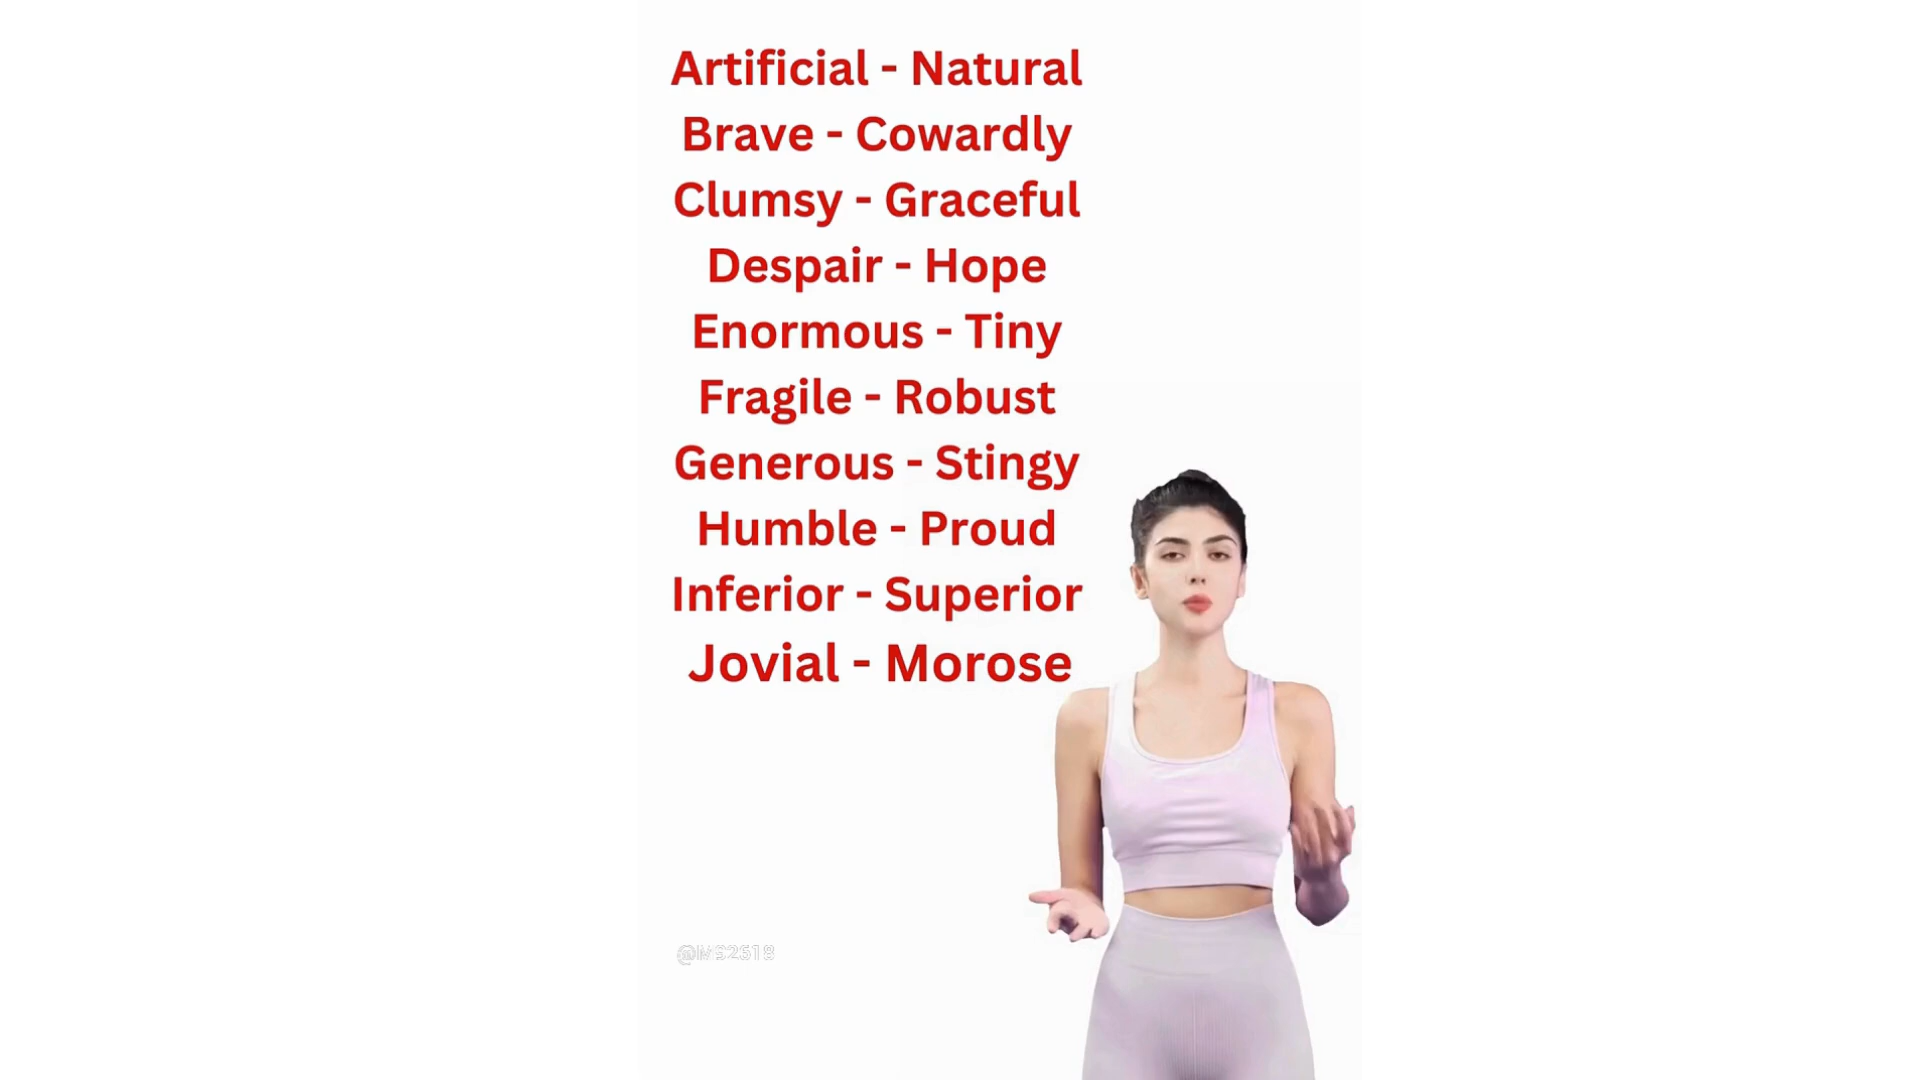 Artificial - Natural
Brave - Cowardly
Clumsy - Graceful
Despair - Hope
Enormous - Tiny
Fragile - Robust
Generous - Stingy
Humble - Proud
Inferior - Superior
Jovial - Morose